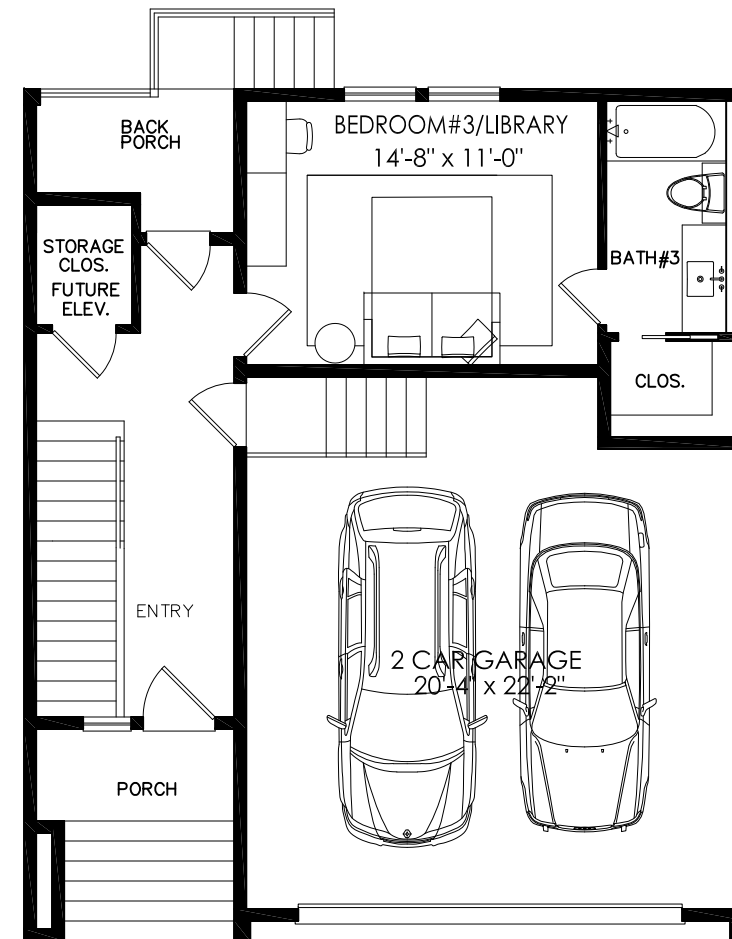 BACK
PORCH
BEDROOM#3/LIBRARY
14'-8" x 11'-0"
STORAGE
CLOS.
FUTURE
ELEV.
BATH#3
CLOS.
ENTRY
2 CAR GARAGE
20'-4" x 22'-2"
PORCH